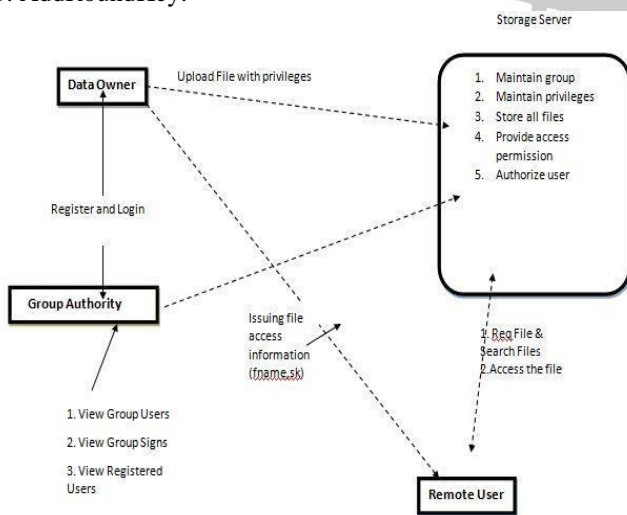 Storage Server
Data Owner
Upload File with privileges
1. Maintain group
2. Maintain privileges
3. Store all files
4. Provide access
permission
5. Authorize user
Register and Login
Group Authority
Issuing file
access
information
(fname,sk)
1. Req File &
Search Files
2.Access the file
1. View Group Users
2. View Group Signs
3. View Registered
Users
Remote User